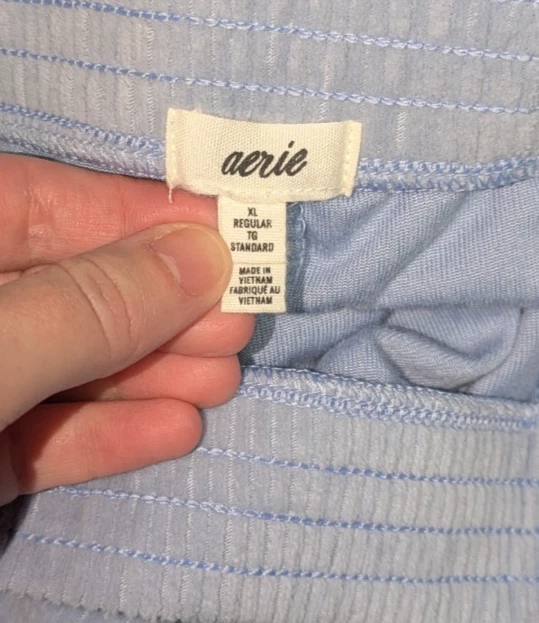 aerie
XL
REGULAR
TG
STANDARD
MADE IN
VIETNAM
FABRIQUÉ AU
VIETNAM